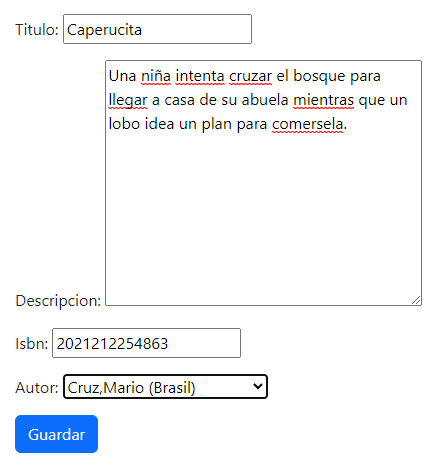 Titulo: Caperucita
Una niña intenta cruzar el bosque para
llegar a casa de su abuela mientras que un
lobo idea un plan para comersela.
Descripcion:
Isbn: 2021212254863
Autor: Cruz,Mario (Brasil)
Guardar